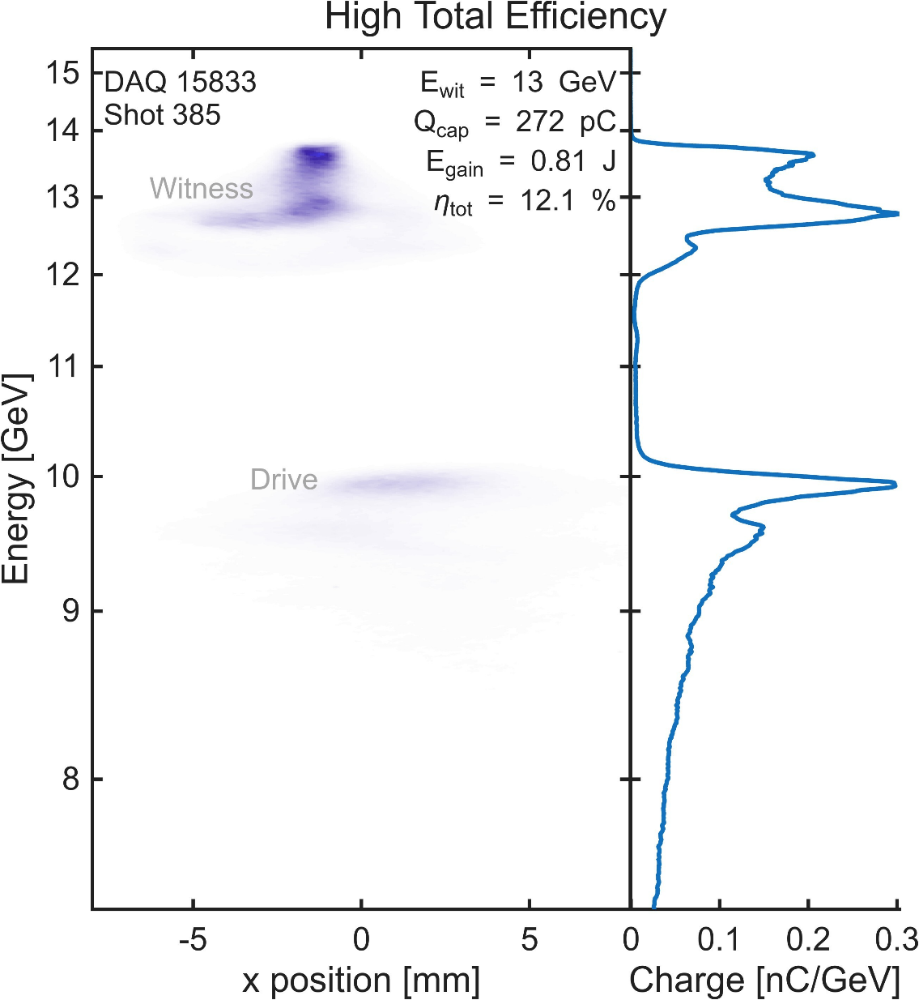 High Total Efficiency
DAQ 15833
Shot 385
E_wit = 13 GeV
Q_cap = 272 pC
E_gain = 0.81 J
η_tot = 12.1 %
Witness
Drive
Energy [GeV]
15
14
13
12
11
10
9
8
-5 0 5
x position [mm]
0 0.1 0.2 0.3
Charge [nC/GeV]